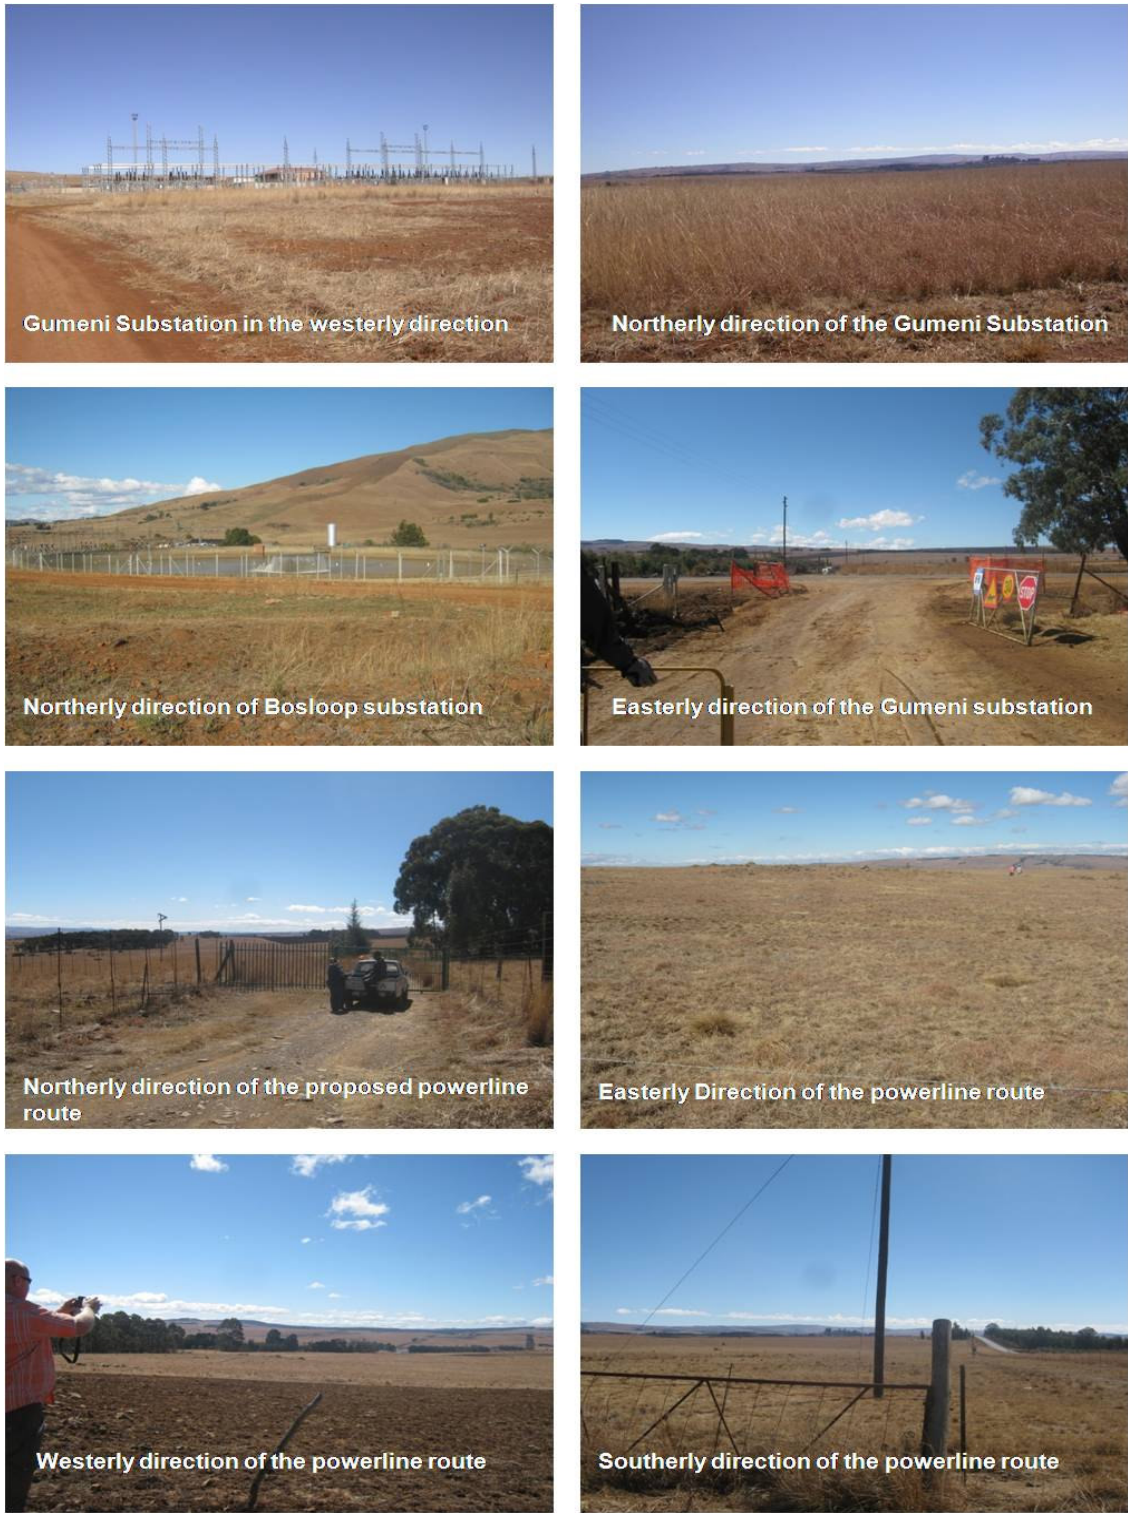 Gumeni Substation in the westerly direction
Northerly direction of the Gumeni Substation
Northerly direction of Bosloop substation
Easterly direction of the Gumeni substation
STOP
Northerly direction of the proposed powerline
route
Easterly Direction of the powerline route
Westerly direction of the powerline route
Southerly direction of the powerline route